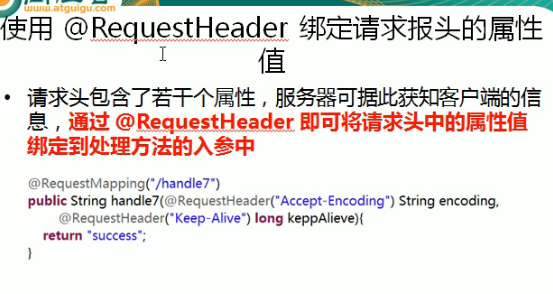 www.atguigu.com
使用 @RequestHeader 绑定请求报头的属性
值
• 请求头包含了若干个属性，服务器可据此获知客户端的信
息，通过 @RequestHeader 即可将请求头中的属性值
绑定到处理方法的入参中
@RequestMapping("/handle7")
public String handle7(@RequestHeader("Accept-Encoding") String encoding,
@RequestHeader("Keep-Alive") long keppAlieve){
return "success";
}